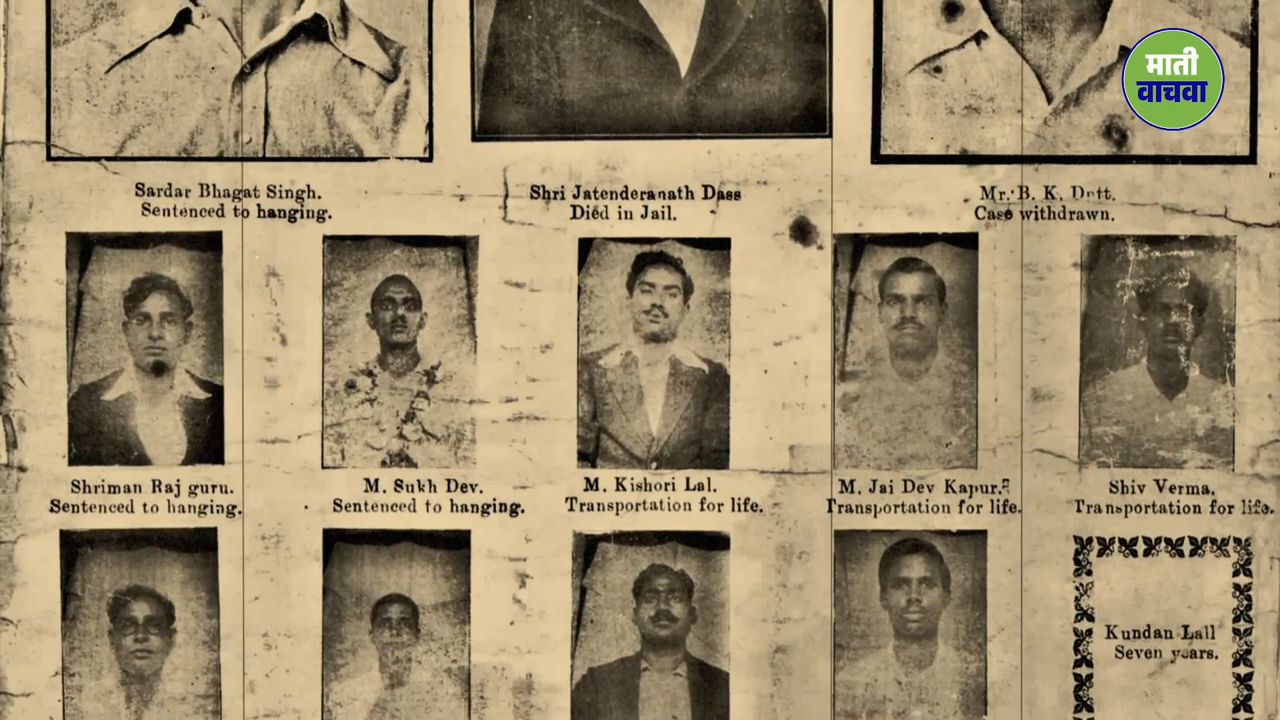 माती
वाचवा
Sardar Bhagat Singh.
Sentenced to hanging.
Shri Jatenderanath Dass
Died in Jail.
Mr. B. K. Dutt.
Case withdrawn.
Shriman Raj guru.
Sentenced to hanging.
M. Sukh Dev.
Sentenced to hanging.
M. Kishori Lal.
Transportation for life.
M. Jai Dev Kapur.
Transportation for life.
Shiv Verma.
Transportation for life.
Kundan Lall
Seven years.